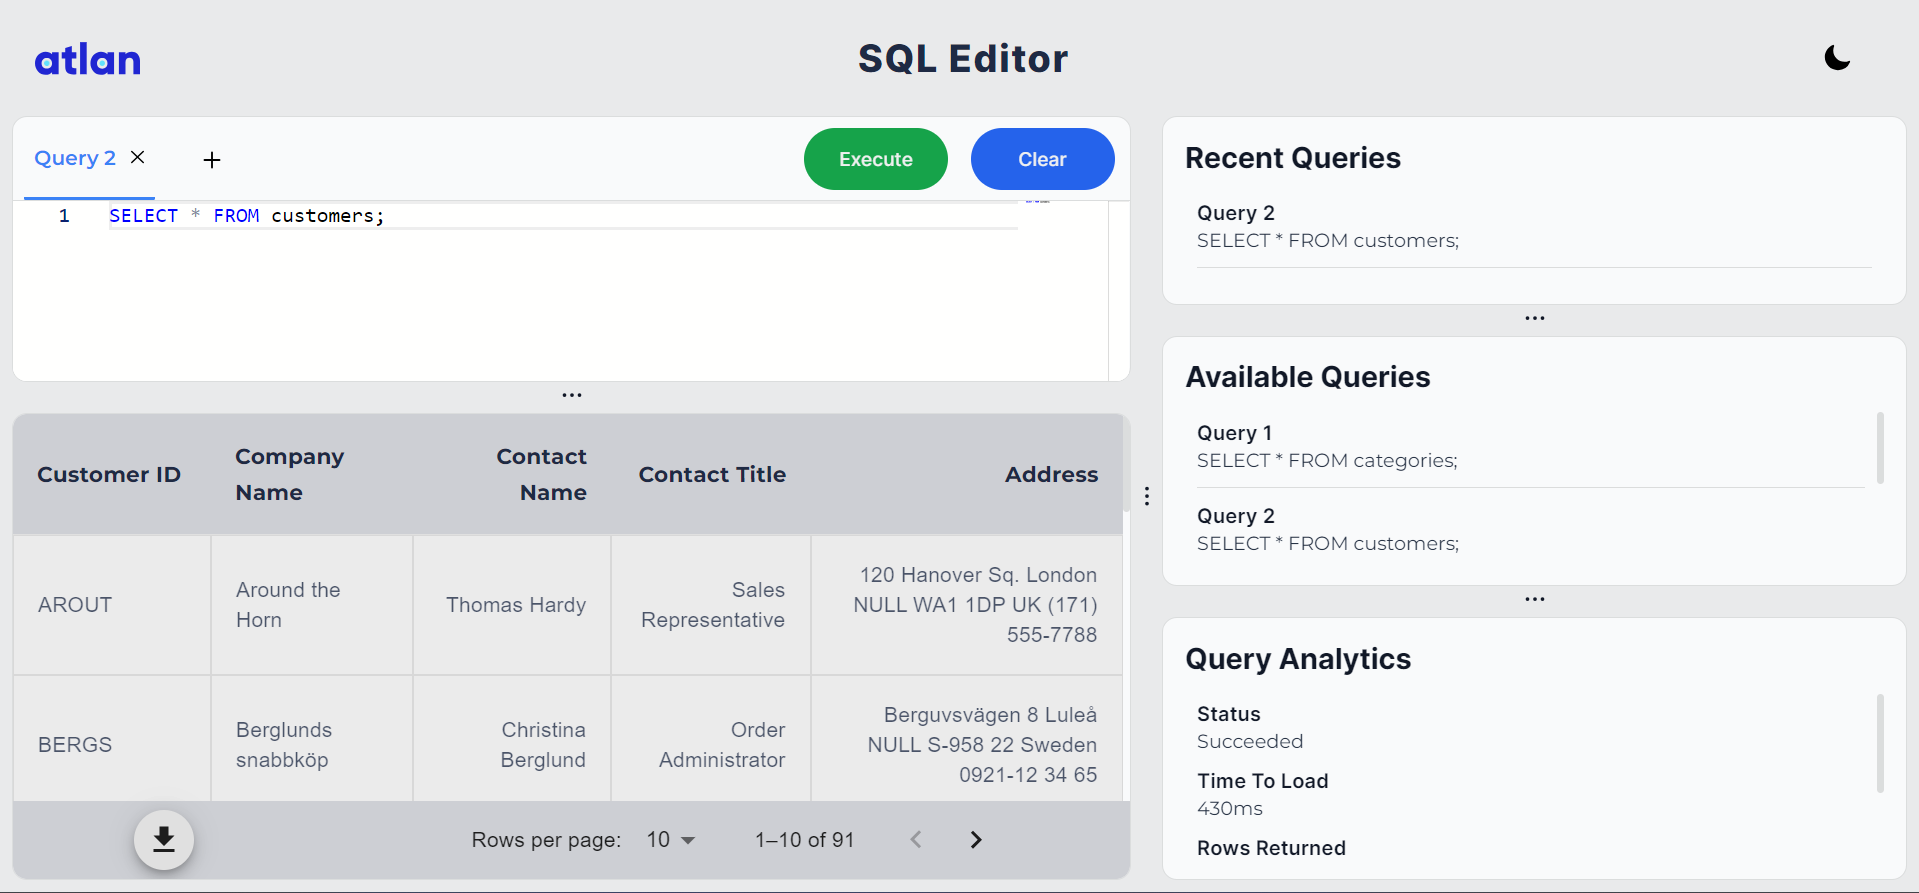 atlan
SQL Editor
Query 2
Execute
Clear
1 SELECT * FROM customers;
Customer ID
Company
Name
Contact
Name
Contact Title
Address
AROUT
Around the
Horn
Thomas Hardy
Sales
Representative
120 Hanover Sq. London
NULL WA1 1DP UK (171)
555-7788
BERGS
Berglunds
snabbköp
Christina
Berglund
Order
Administrator
Berguvsvägen 8 Luleå
NULL S-958 22 Sweden
0921-12 34 65
Rows per page: 10
1–10 of 91
Recent Queries
Query 2
SELECT * FROM customers;
Available Queries
Query 1
SELECT * FROM categories;
Query 2
SELECT * FROM customers;
Query Analytics
Status
Succeeded
Time To Load
430ms
Rows Returned